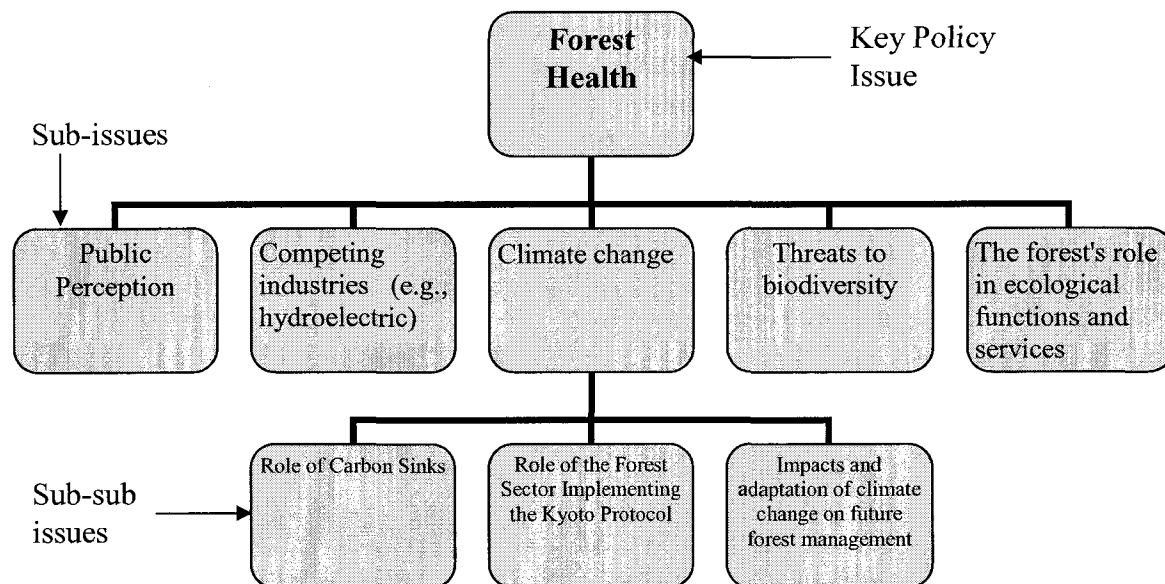 Forest
Health
Key Policy
Issue
Sub-issues
Public
Perception
Competing
industries (e.g.,
hydroelectric)
Climate change
Threats to
biodiversity
The forest's role
in ecological
functions and
services
Sub-sub
issues
Role of Carbon Sinks
Role of the Forest
Sector Implementing
the Kyoto Protocol
Impacts and
adaptation of climate
change on future
forest management